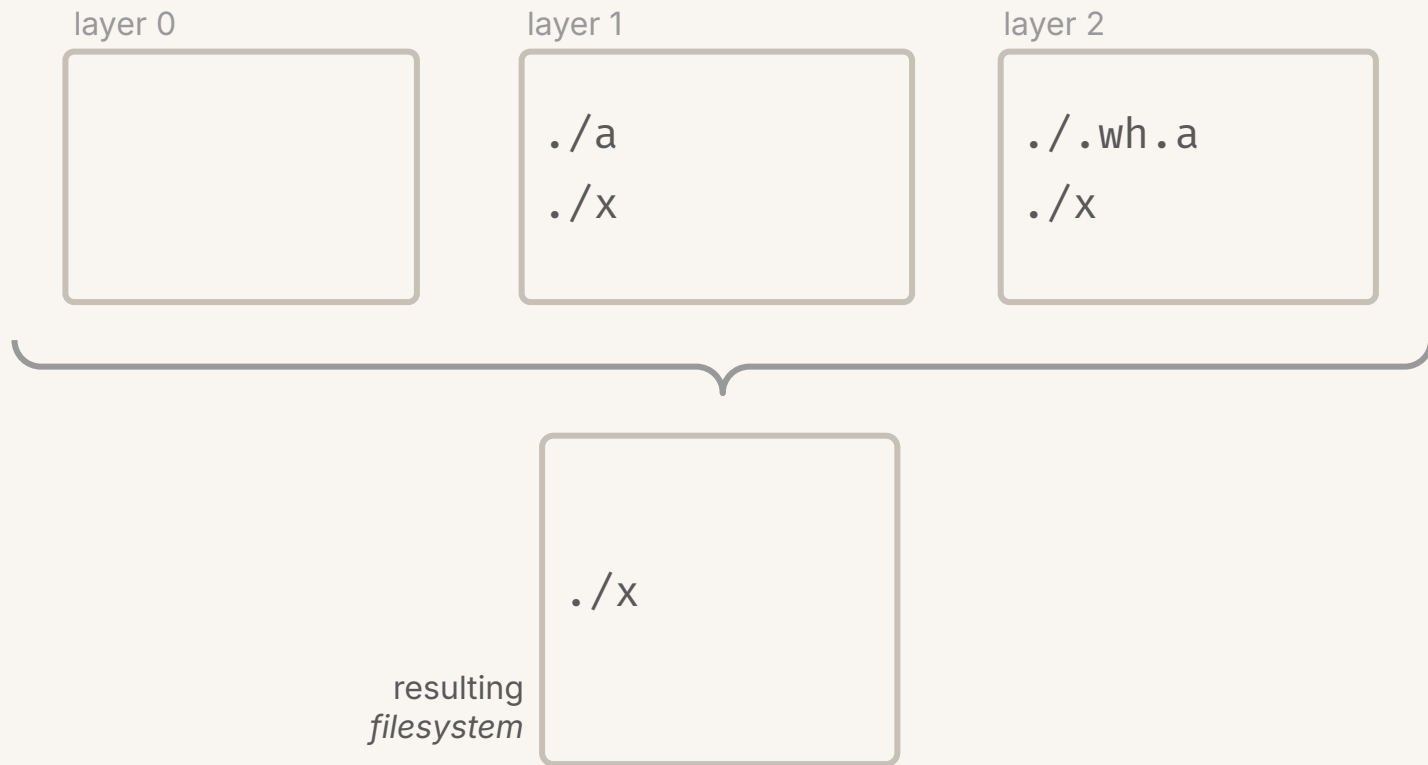 layer 0
layer 1
layer 2
./a
./x
./.wh.a
./x
./x
resulting
filesystem